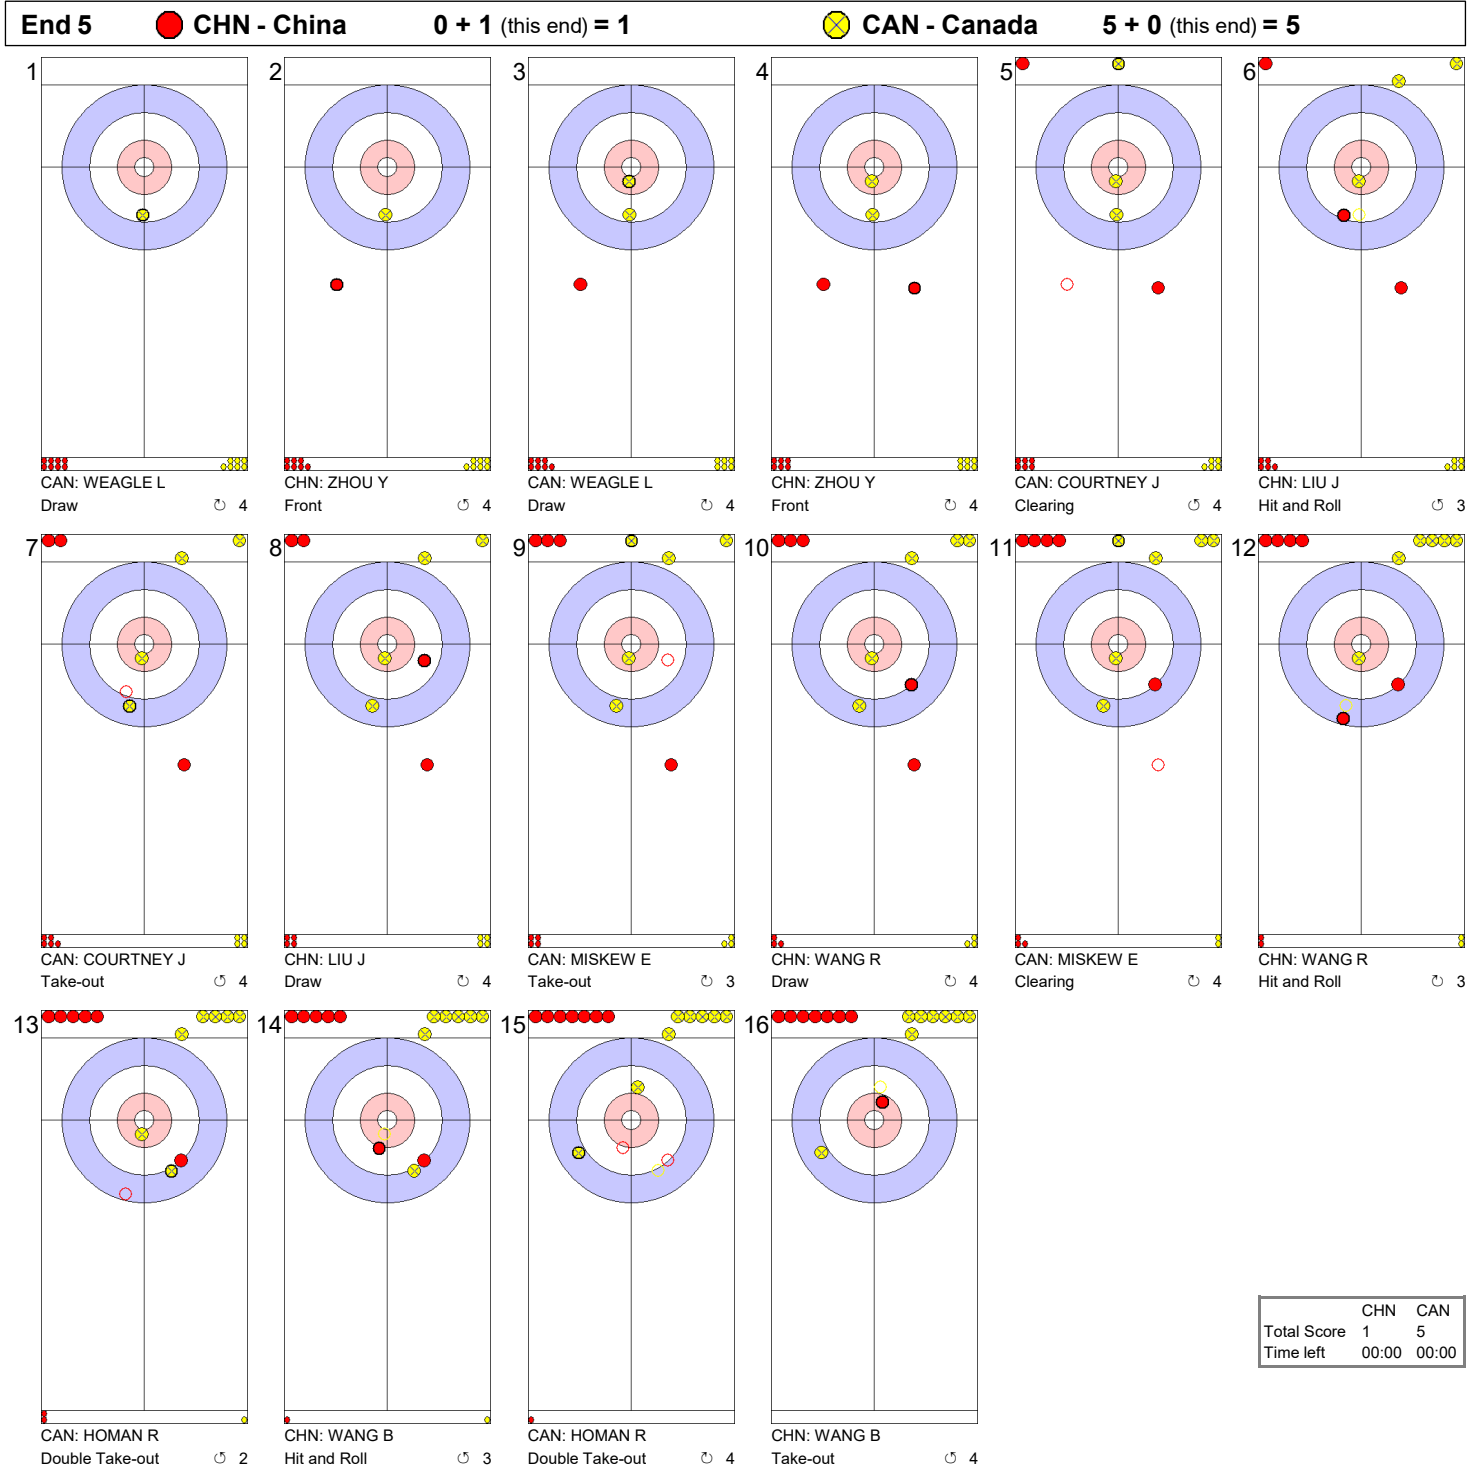 End 5 CHN - China 0 + 1 (this end) = 1 CAN - Canada 5 + 0 (this end) = 5
1 2 3 4 5 6
CAN: WEAGLE L CHN: ZHOU Y CAN: WEAGLE L CHN: ZHOU Y CAN: COURTNEY J CHN: LIU J
Draw ↻ 4 Front ↺ 4 Draw ↻ 4 Front ↺ 4 Clearing ↺ 4 Hit and Roll ↺ 3
7 8 9 10 11 12
CAN: COURTNEY J CHN: LIU J CAN: MISKEW E CHN: WANG R CAN: MISKEW E CHN: WANG R
Take-out ↺ 4 Draw ↺ 4 Take-out ↻ 3 Draw ↻ 4 Clearing ↻ 4 Hit and Roll ↻ 3
13 14 15 16
CHN CAN
Total Score 1 5
Time left 00:00 00:00
CAN: HOMAN R CHN: WANG B CAN: HOMAN R CHN: WANG B
Double Take-out ↺ 2 Hit and Roll ↺ 3 Double Take-out ↺ 4 Take-out ↺ 4